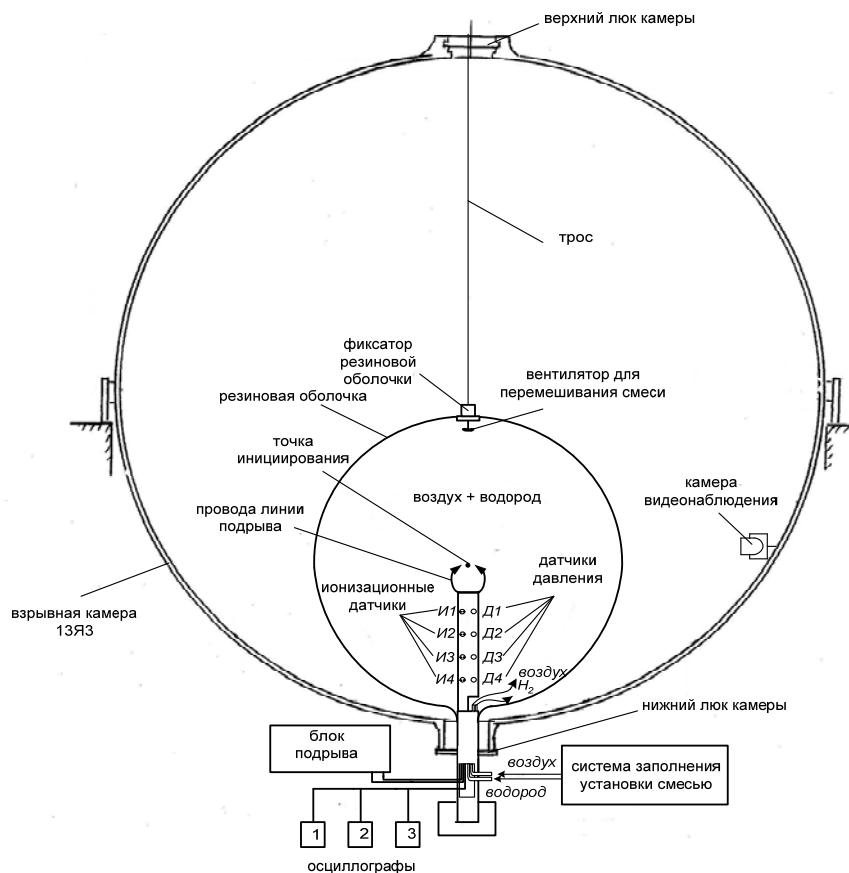 верхний люк камеры
трос
фиксатор
резиновой
оболочки
вентилятор для
перемешивания смеси
резиновая оболочка
точка
инициирования
воздух + водород
камера
видеонаблюдения
провода линии
подрыва
датчики
давления
ионизационные
датчики
взрывная камера
13Я3
И1 Д1
И2 Д2
И3 Д3
И4 Д4
воздух
H2
нижний люк камеры
блок
подрыва
воздух
водород
система заполнения
установки смесью
1 2 3
осциллографы